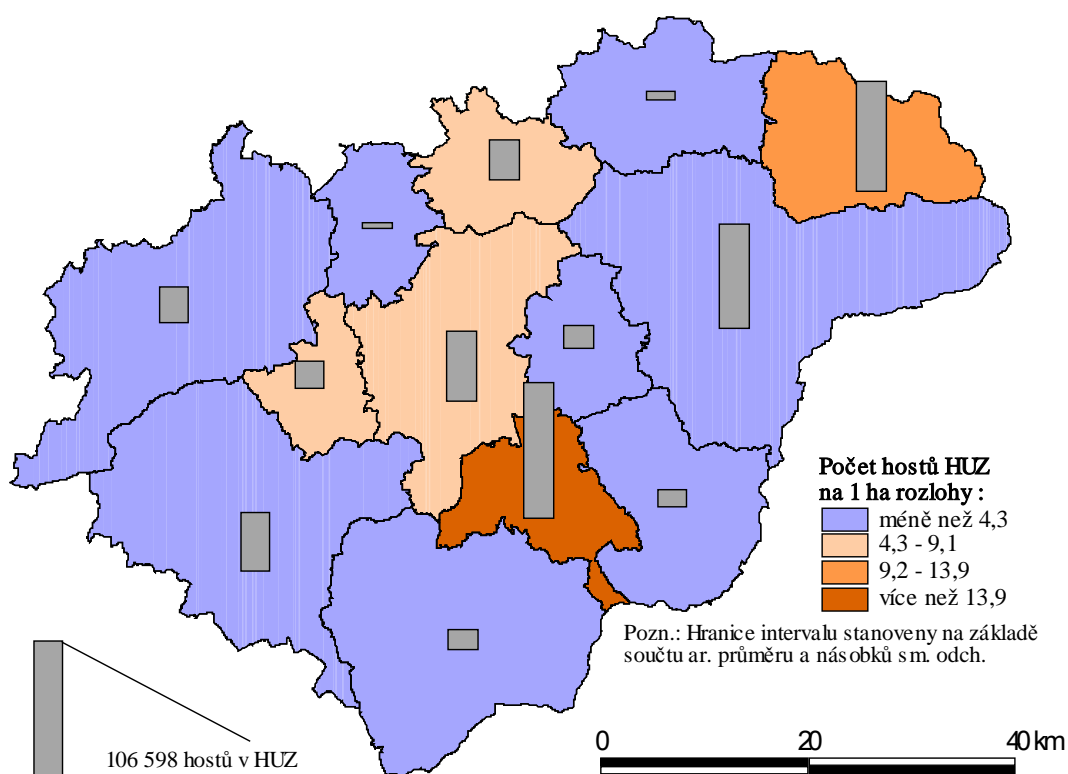 Počet hostů HUZ
na 1 ha rozlohy :
méně než 4,3
4,3 - 9,1
9,2 - 13,9
více než 13,9
Pozn.: Hranice intervalu stanoveny na základě
součtu ar. průměru a násobků sm. odch.
106 598 hostů v HUZ
0 20 40 km